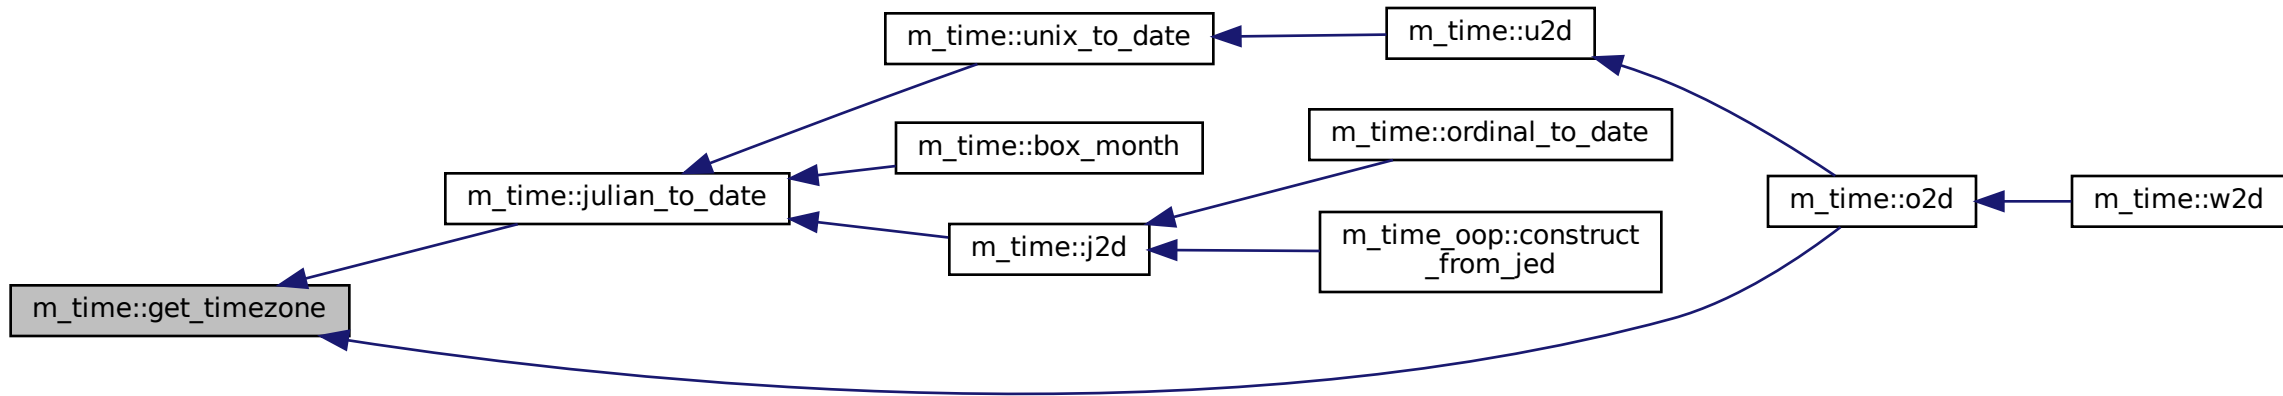 m_time::unix_to_date
m_time::u2d
m_time::box_month
m_time::ordinal_to_date
m_time::julian_to_date
m_time::o2d
m_time::w2d
m_time::j2d
m_time_oop::construct
_from_jed
m_time::get_timezone